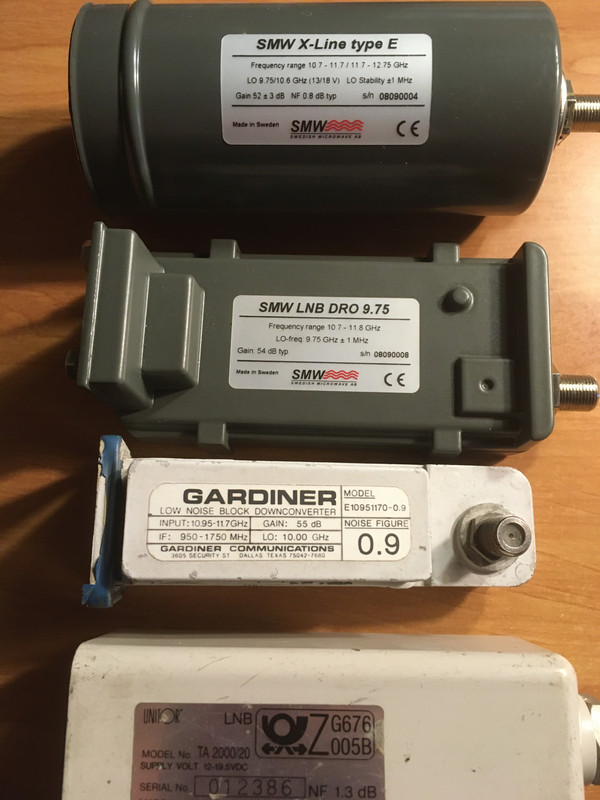 SMW X-Line type E
Frequency range 10.7 - 11.7 / 11.7 - 12.75 GHz
LO 9.75/10.6 GHz (13/18 V) LO Stability ±1 MHz
Gain 52 ± 3 dB NF 0.8 dB typ s/n 08090004
Made in Sweden SMW CE
SWEDISH MICROWAVE AB
SMW LNB DRO 9.75
Frequency range 10.7 - 11.8 GHz
LO-freq: 9.75 GHz ± 1 MHz
Gain: 54 dB typ s/n 08090008
Made in Sweden SMW CE
SWEDISH MICROWAVE AB
GARDINER
LOW NOISE BLOCK DOWNCONVERTER
MODEL
E10951170-0.9
INPUT: 10.95-11.7GHz GAIN: 55 dB
IF: 950-1750 MHz LO: 10.00 GHz
NOISE FIGURE
0.9
GARDINER COMMUNICATIONS
3605 SECURITY ST DALLAS TEXAS 75042-7680
LNB
Z G676
005B
MODEL No. TA 2000/20
SUPPLY VOLT 12-19.5VDC
SERIAL No. 012386 NF 1.3 dB